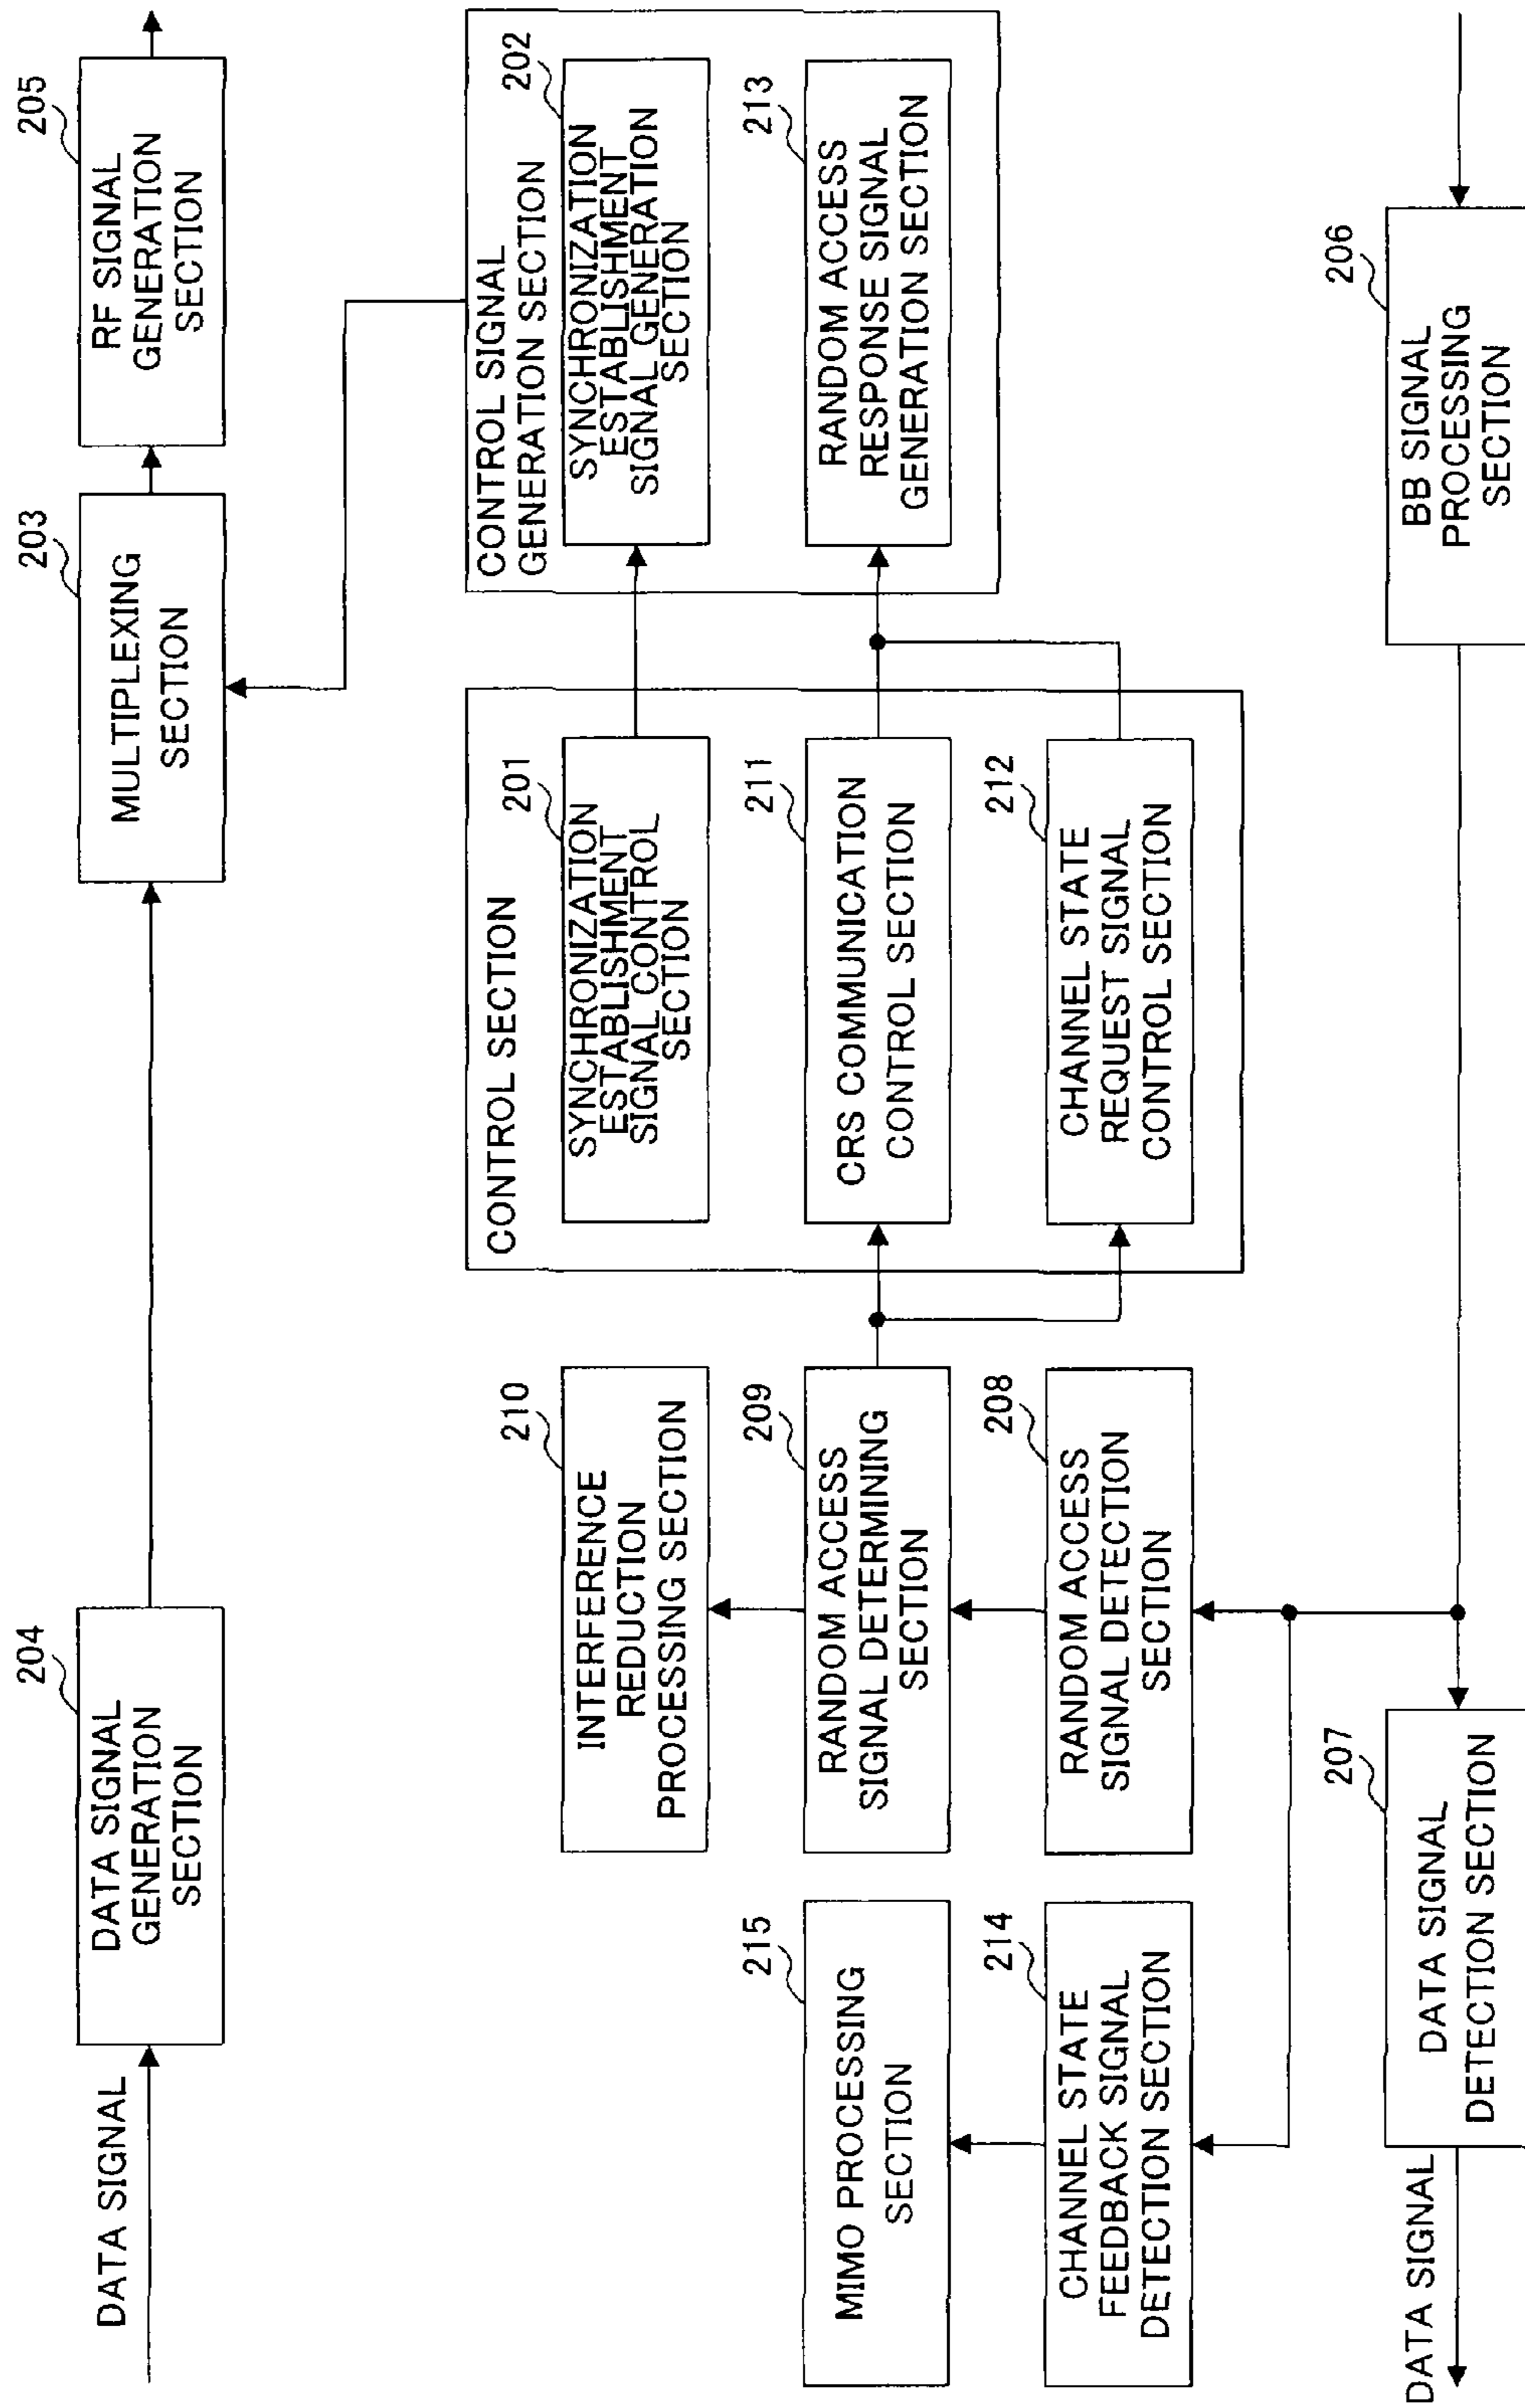 DATA SIGNAL
204
DATA SIGNAL
GENERATION
SECTION
203
MULTIPLEXING
SECTION
205
RF SIGNAL
GENERATION
SECTION
210
INTERFERENCE
REDUCTION
PROCESSING SECTION
CONTROL SECTION
201
SYNCHRONIZATION
ESTABLISHMENT
SIGNAL CONTROL
SECTION
CONTROL SIGNAL
GENERATION SECTION
202
SYNCHRONIZATION
ESTABLISHMENT
SIGNAL GENERATION
SECTION
215
MIMO PROCESSING
SECTION
209
RANDOM ACCESS
SIGNAL DETERMINING
SECTION
211
CRS COMMUNICATION
CONTROL SECTION
213
RANDOM ACCESS
RESPONSE SIGNAL
GENERATION SECTION
214
CHANNEL STATE
FEEDBACK SIGNAL
DETECTION SECTION
208
RANDOM ACCESS
SIGNAL DETECTION
SECTION
212
CHANNEL STATE
REQUEST SIGNAL
CONTROL SECTION
DATA SIGNAL
207
DATA SIGNAL
DETECTION SECTION
206
BB SIGNAL
PROCESSING
SECTION